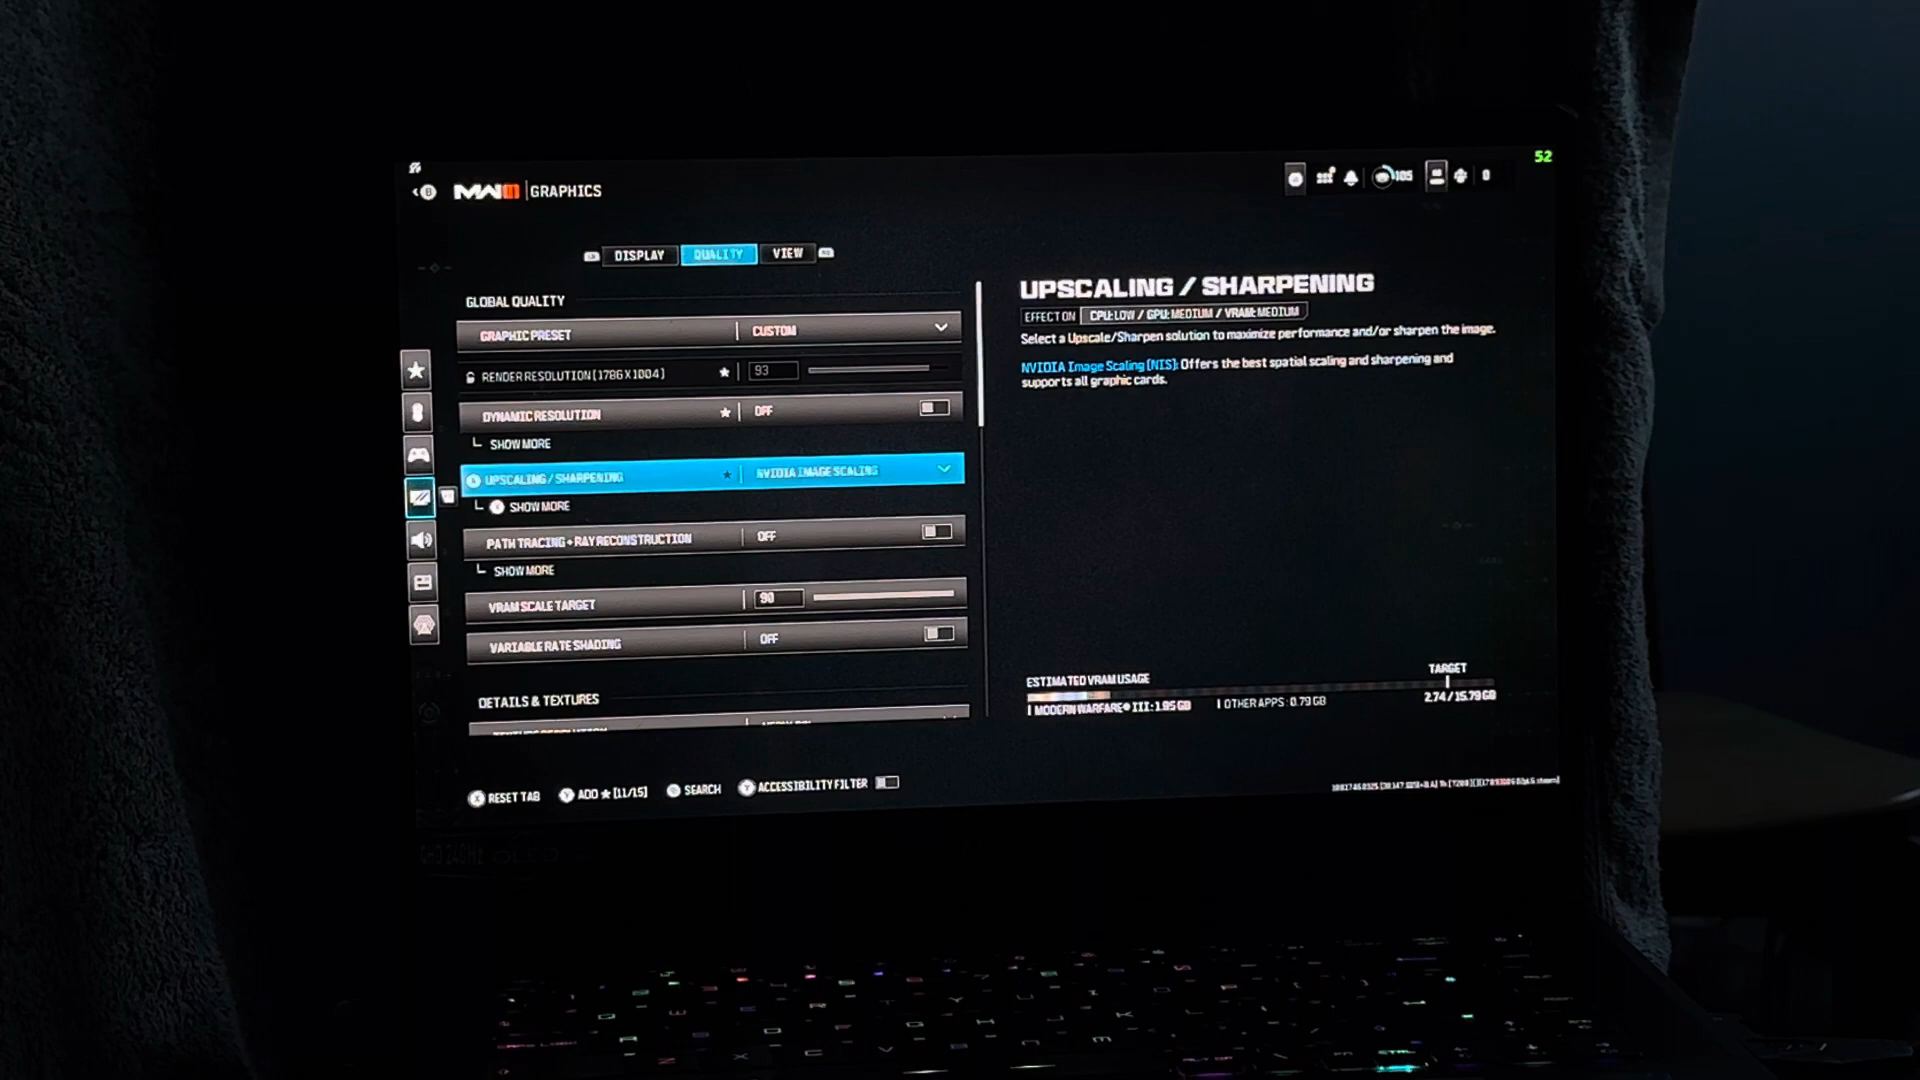 52
B MWIII GRAPHICS
105
0
DISPLAY QUALITY VIEW
GLOBAL QUALITY
GRAPHIC PRESET CUSTOM
RENDER RESOLUTION (1786 X 1004) 93
DYNAMIC RESOLUTION OFF
SHOW MORE
UPSCALING / SHARPENING NVIDIA IMAGE SCALING
SHOW MORE
PATH TRACING + RAY RECONSTRUCTION OFF
SHOW MORE
VRAM SCALE TARGET 90
VARIABLE RATE SHADING OFF
DETAILS & TEXTURES
TEXTURE RESOLUTION
UPSCALING / SHARPENING
EFFECT ON CPU: LOW / GPU: MEDIUM / VRAM: MEDIUM
Select a Upscale/Sharpen solution to maximize performance and/or sharpen the image.
NVIDIA Image Scaling (NIS): Offers the best spatial scaling and sharpening and
supports all graphic cards.
TARGET
ESTIMATED VRAM USAGE
MODERN WARFARE® III: 1.95 GB OTHER APPS: 0.79 GB 2.74 / 15.79 GB
X RESET TAB Y ADD ★ [11/15] SEARCH Y ACCESSIBILITY FILTER